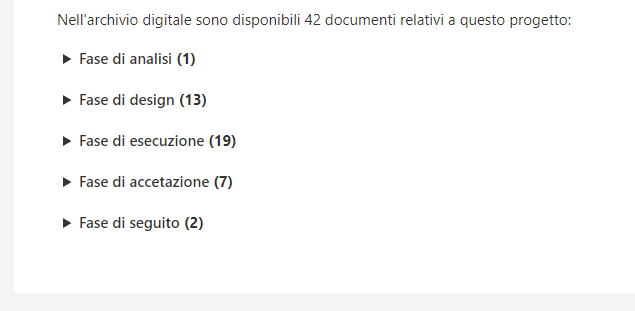 Nell'archivio digitale sono disponibili 42 documenti relativi a questo progetto:
Fase di analisi (1)
Fase di design (13)
Fase di esecuzione (19)
Fase di accetazione (7)
Fase di seguito (2)